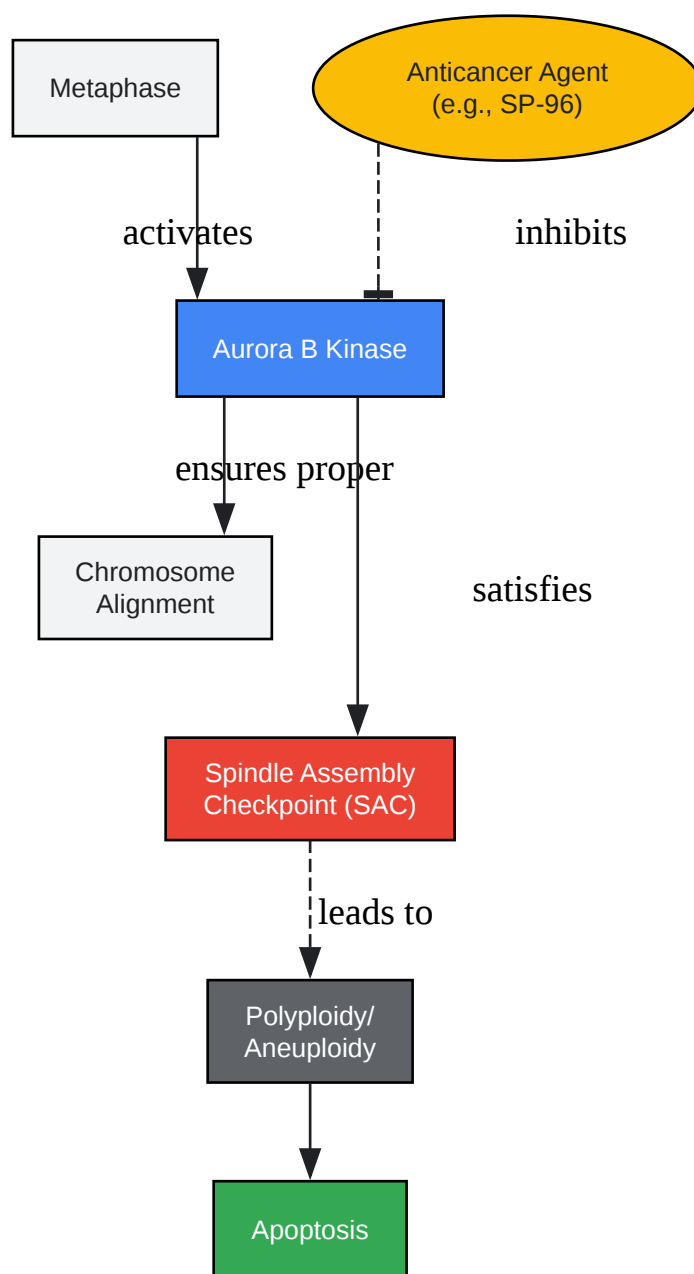 Metaphase
Anticancer Agent
(e.g., SP-96)
activates
inhibits
Aurora B Kinase
ensures proper
Chromosome
Alignment
satisfies
Spindle Assembly
Checkpoint (SAC)
leads to
Polyploidy/
Aneuploidy
Apoptosis